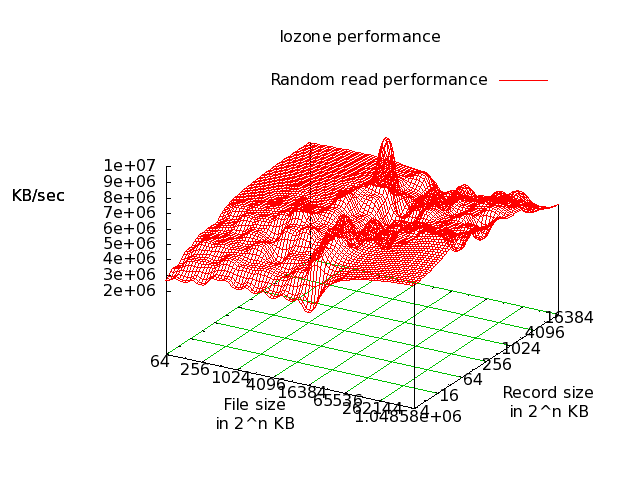 Iozone performance
Random read performance
KB/sec
1e+07
9e+06
8e+06
7e+06
6e+06
5e+06
4e+06
3e+06
2e+06
64
256
1024
4096
16384
65536
262144
1.04858e+06
File size
in 2^n KB
4
16
64
256
1024
4096
16384
Record size
in 2^n KB